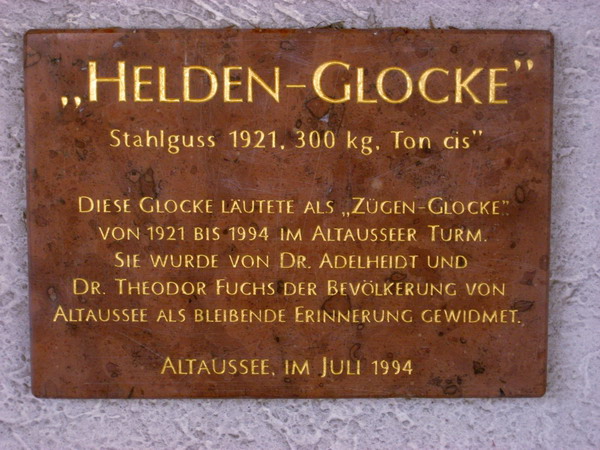 „HELDEN-GLOCKE”
Stahlguss 1921, 300 kg, Ton cis”
DIESE GLOCKE LÄUTETE ALS „ZÜGEN-GLOCKE”
VON 1921 BIS 1994 IM ALTAUSSEER TURM.
SIE WURDE VON DR. ADELHEIDT UND
DR. THEODOR FUCHS DER BEVÖLKERUNG VON
ALTAUSSEE ALS BLEIBENDE ERINNERUNG GEWIDMET.
ALTAUSSEE, IM JULI 1994